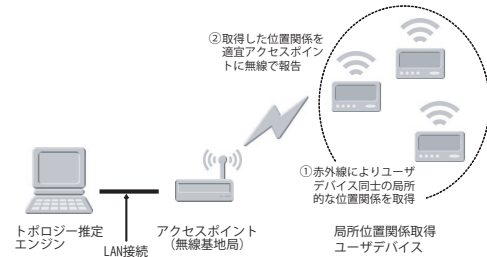 ②取得した位置関係を
適宜アクセスポイン
トに無線で報告
①赤外線によりユーザ
デバイス同士の局所
的な位置関係を取得
トポロジー推定
エンジン
LAN接続
アクセスポイント
（無線基地局）
局所位置関係取得
ユーザデバイス